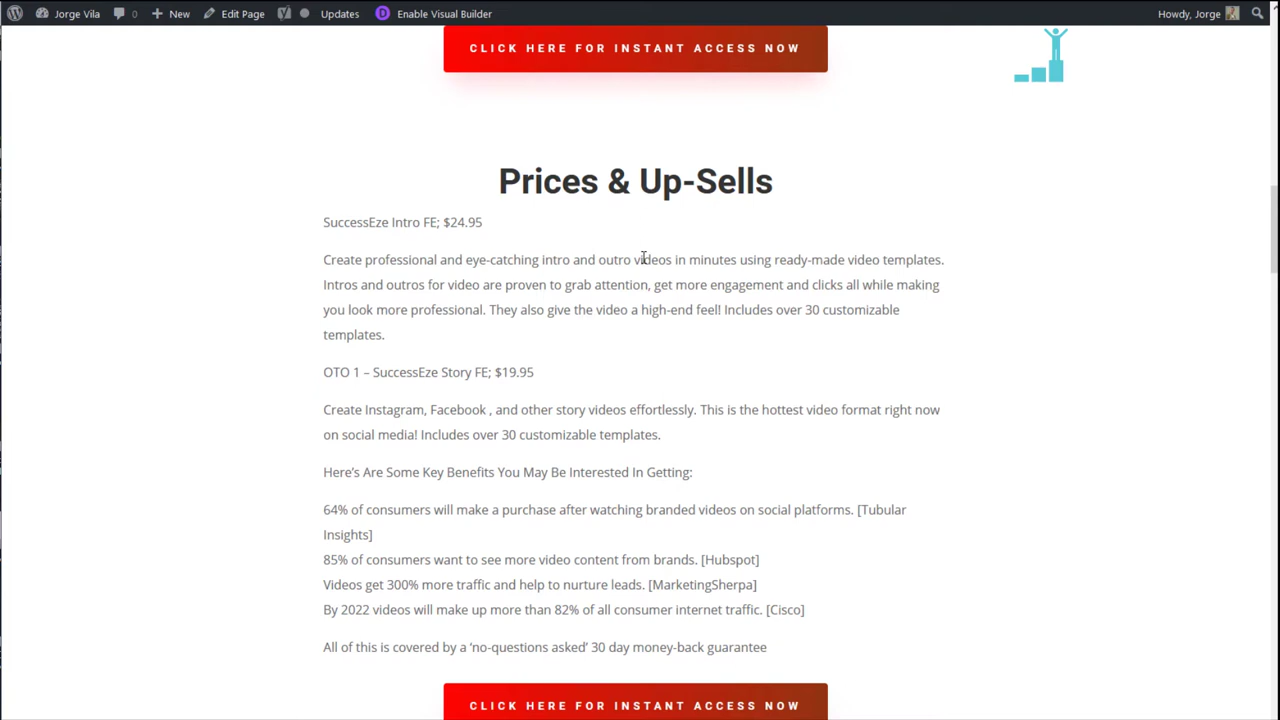 Jorge Vila 0 New Edit Page Updates Enable Visual Builder Howdy, Jorge
CLICK HERE FOR INSTANT ACCESS NOW
Prices & Up-Sells
SuccessEze Intro FE; $24.95
Create professional and eye-catching intro and outro videos in minutes using ready-made video templates.
Intros and outros for video are proven to grab attention, get more engagement and clicks all while making
you look more professional. They also give the video a high-end feel! Includes over 30 customizable
templates.
OTO 1 – SuccessEze Story FE; $19.95
Create Instagram, Facebook , and other story videos effortlessly. This is the hottest video format right now
on social media! Includes over 30 customizable templates.
Here’s Are Some Key Benefits You May Be Interested In Getting:
64% of consumers will make a purchase after watching branded videos on social platforms. [Tubular
Insights]
85% of consumers want to see more video content from brands. [Hubspot]
Videos get 300% more traffic and help to nurture leads. [MarketingSherpa]
By 2022 videos will make up more than 82% of all consumer internet traffic. [Cisco]
All of this is covered by a ‘no-questions asked’ 30 day money-back guarantee
CLICK HERE FOR INSTANT ACCESS NOW